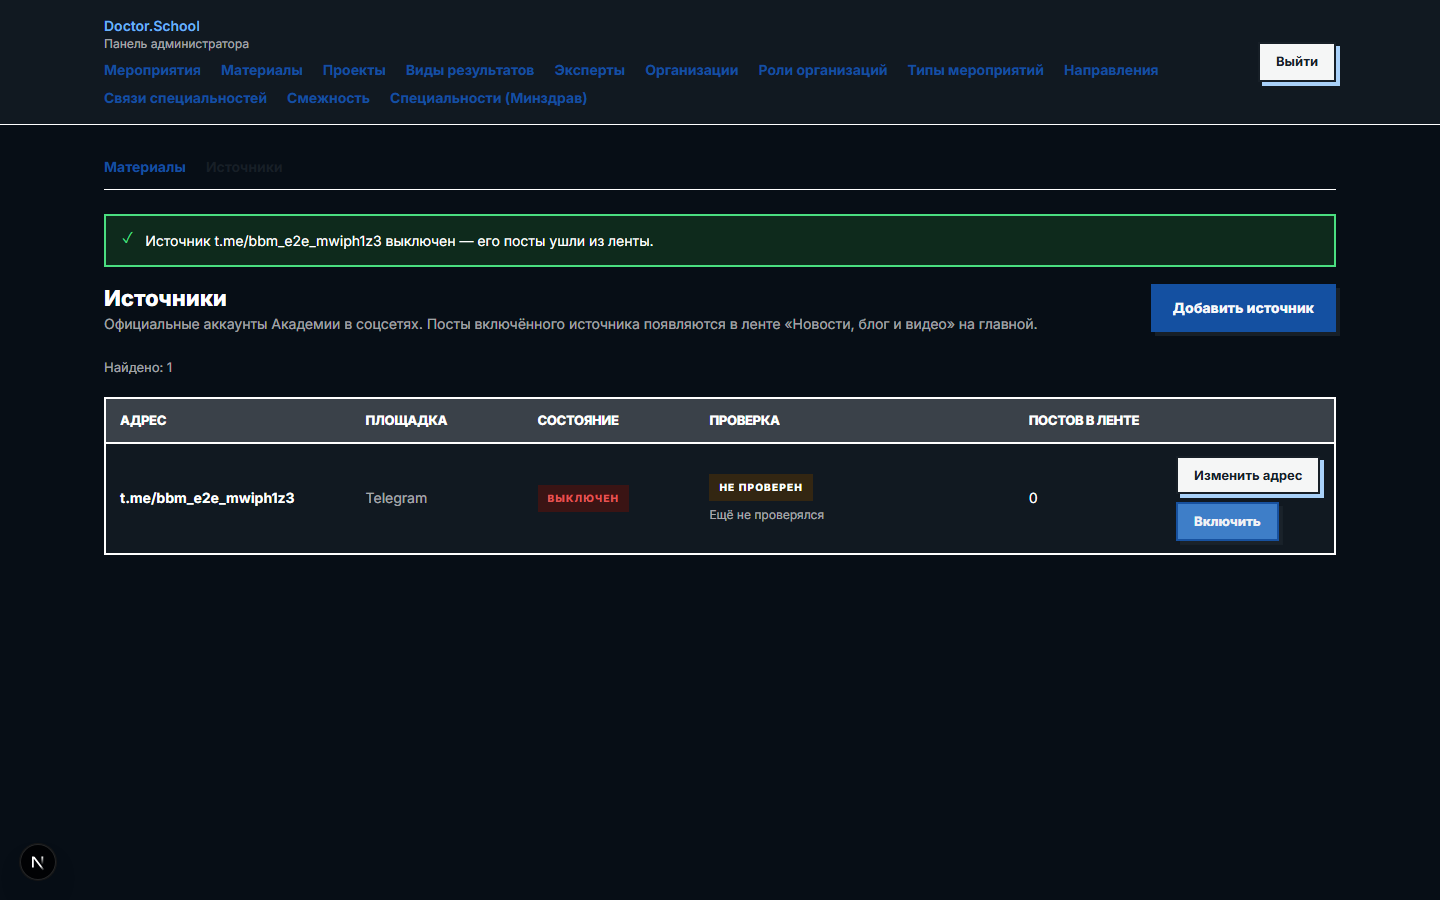 Doctor.School
Панель администратора
Мероприятия Материалы Проекты Виды результатов Эксперты Организации Роли организаций Типы мероприятий Направления
Связи специальностей Смежность Специальности (Минздрав)
Выйти
Материалы Источники
✓ Источник t.me/bbm_e2e_mwiph1z3 выключен — его посты ушли из ленты.
Источники
Официальные аккаунты Академии в соцсетях. Посты включённого источника появляются в ленте «Новости, блог и видео» на главной.
Добавить источник
Найдено: 1
АДРЕС ПЛОЩАДКА СОСТОЯНИЕ ПРОВЕРКА ПОСТОВ В ЛЕНТЕ
t.me/bbm_e2e_mwiph1z3 Telegram ВЫКЛЮЧЕН НЕ ПРОВЕРЕН
Ещё не проверялся
0
Изменить адрес
Включить
N